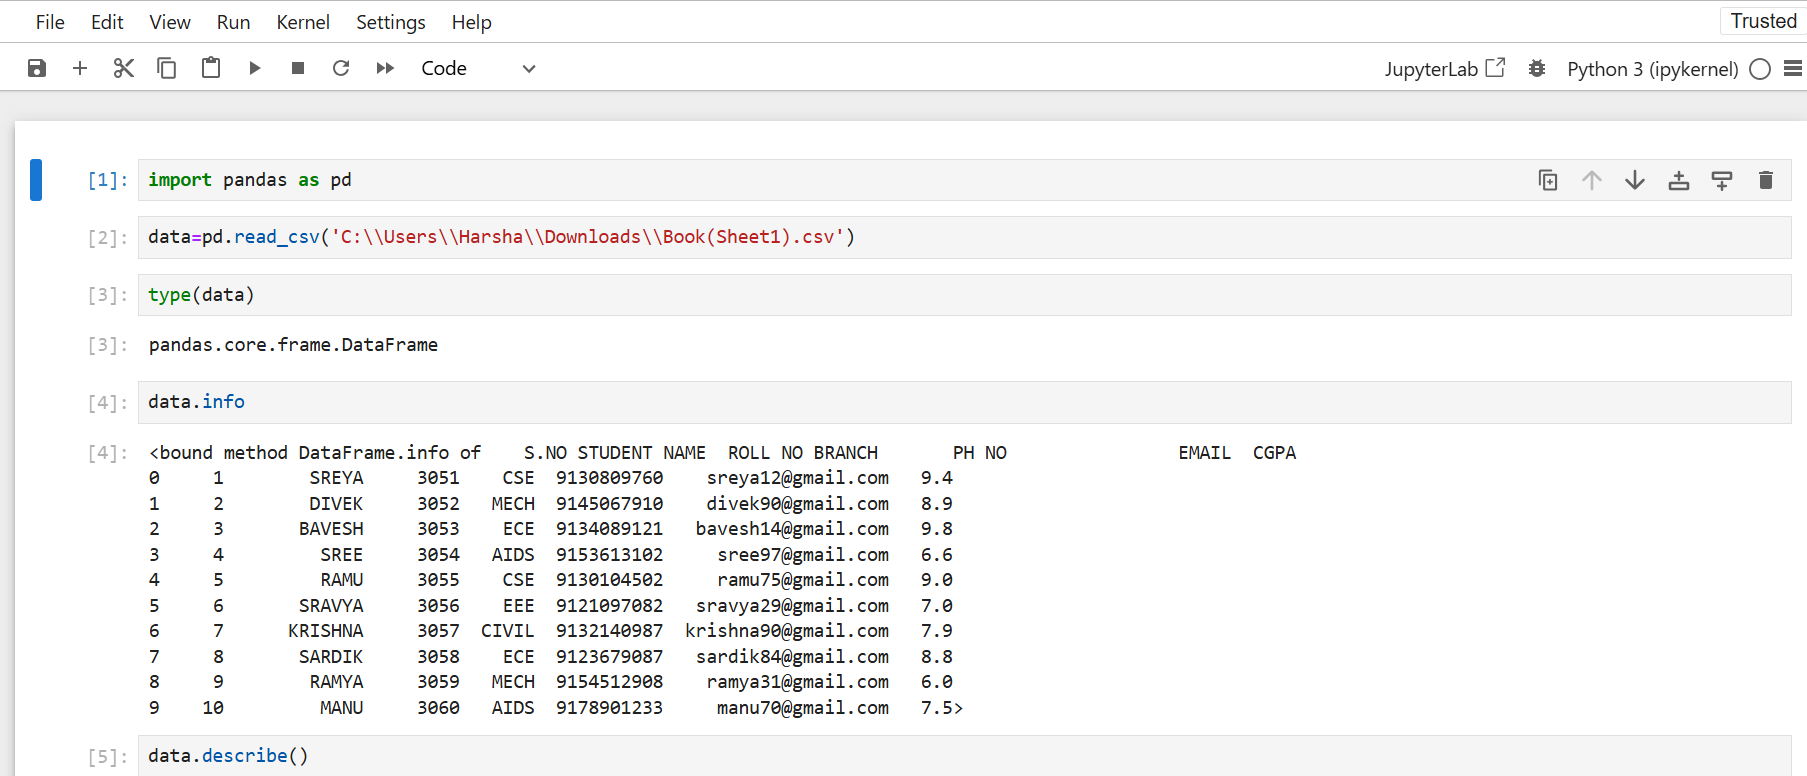 File Edit View Run Kernel Settings Help
Trusted
Code
JupyterLab
Python 3 (ipykernel)
[1]: import pandas as pd
[2]: data=pd.read_csv('C:\\Users\\Harsha\\Downloads\\Book(Sheet1).csv')
[3]: type(data)
[3]: pandas.core.frame.DataFrame
[4]: data.info
[4]: <bound method DataFrame.info of    S.NO STUDENT NAME  ROLL NO BRANCH       PH NO                EMAIL  CGPA
0     1        SREYA     3051    CSE  9130809760    sreya12@gmail.com   9.4
1     2        DIVEK     3052   MECH  9145067910    divek90@gmail.com   8.9
2     3       BAVESH     3053    ECE  9134089121   bavesh14@gmail.com   9.8
3     4         SREE     3054   AIDS  9153613102     sree97@gmail.com   6.6
4     5         RAMU     3055    CSE  9130104502     ramu75@gmail.com   9.0
5     6       SRAVYA     3056    EEE  9121097082   sravya29@gmail.com   7.0
6     7      KRISHNA     3057  CIVIL  9132140987  krishna90@gmail.com   7.9
7     8       SARDIK     3058    ECE  9123679087   sardik84@gmail.com   8.8
8     9        RAMYA     3059   MECH  9154512908    ramya31@gmail.com   6.0
9    10         MANU     3060   AIDS  9178901233     manu70@gmail.com   7.5>
[5]: data.describe()